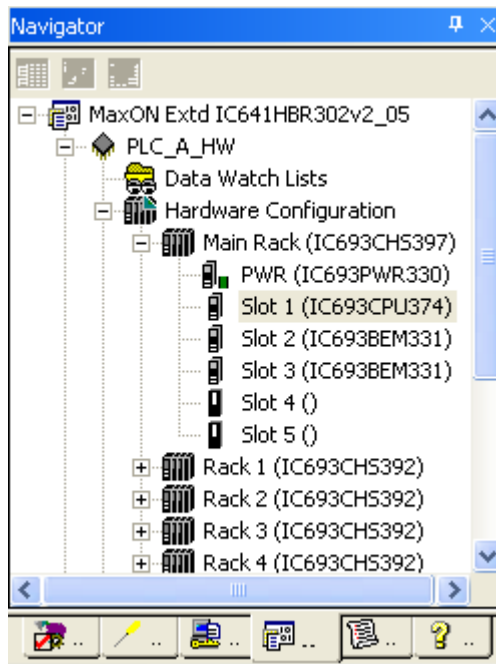 Navigator
MaxON Extd IC641HBR302v2_05
PLC_A_HW
Data Watch Lists
Hardware Configuration
Main Rack (IC693CHS397)
PWR (IC693PWR330)
Slot 1 (IC693CPU374)
Slot 2 (IC693BEM331)
Slot 3 (IC693BEM331)
Slot 4 ()
Slot 5 ()
Rack 1 (IC693CHS392)
Rack 2 (IC693CHS392)
Rack 3 (IC693CHS392)
Rack 4 (IC693CHS392)
.. .. .. .. .. ..